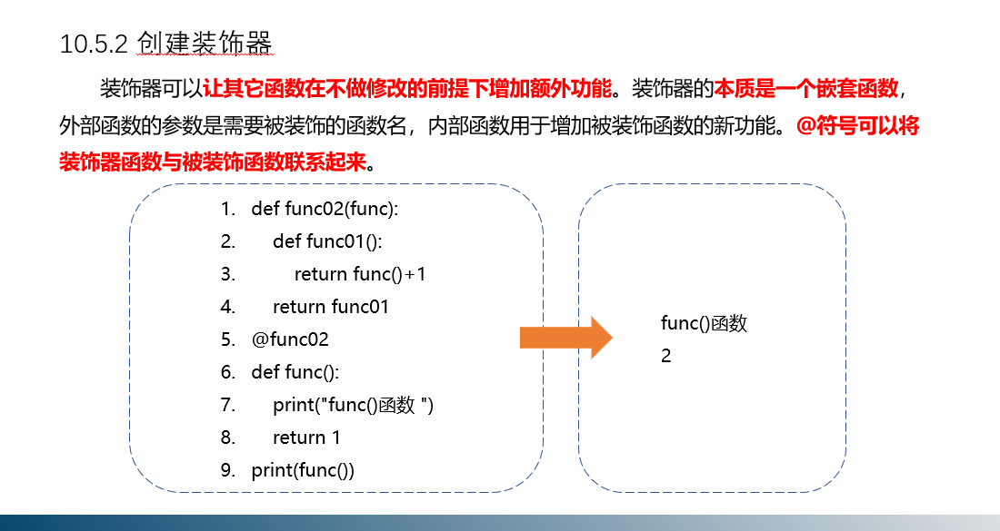 10.5.2 创建装饰器
装饰器可以让其它函数在不做修改的前提下增加额外功能。装饰器的本质是一个嵌套函数，
外部函数的参数是需要被装饰的函数名，内部函数用于增加被装饰函数的新功能。@符号可以将
装饰器函数与被装饰函数联系起来。
1. def func02(func):
2. def func01():
3. return func()+1
4. return func01
5. @func02
6. def func():
7. print("func()函数 ")
8. return 1
9. print(func())
func()函数
2